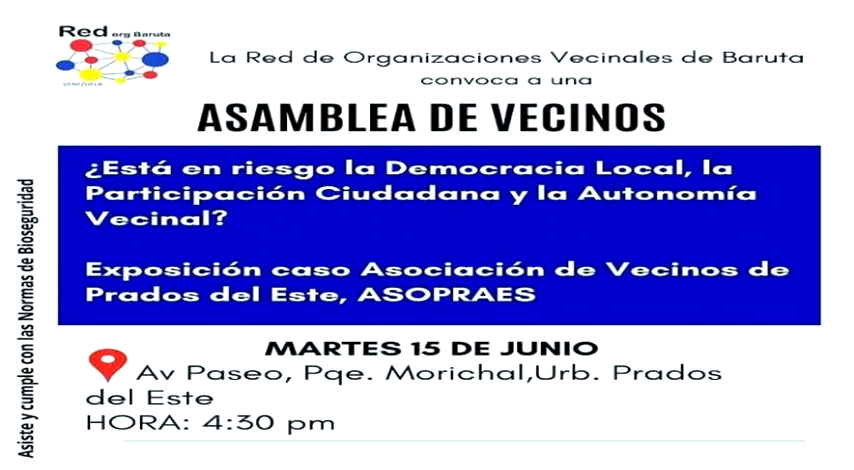 Red org Baruta
VENEZUELA
La Red de Organizaciones Vecinales de Baruta
convoca a una
ASAMBLEA DE VECINOS
¿Está en riesgo la Democracia Local, la
Participación Ciudadana y la Autonomía
Vecinal?
Exposición caso Asociación de Vecinos de
Prados del Este, ASOPRAES
MARTES 15 DE JUNIO
Av Paseo, Pqe. Morichal,Urb. Prados
del Este
HORA: 4:30 pm
Asiste y cumple con las Normas de Bioseguridad